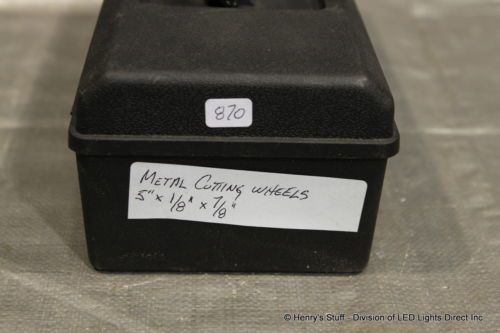 870
METAL CUTTING WHEELS
5" x 1/8" x 7/8"
© Henry's Stuff - Division of LED Lights Direct Inc